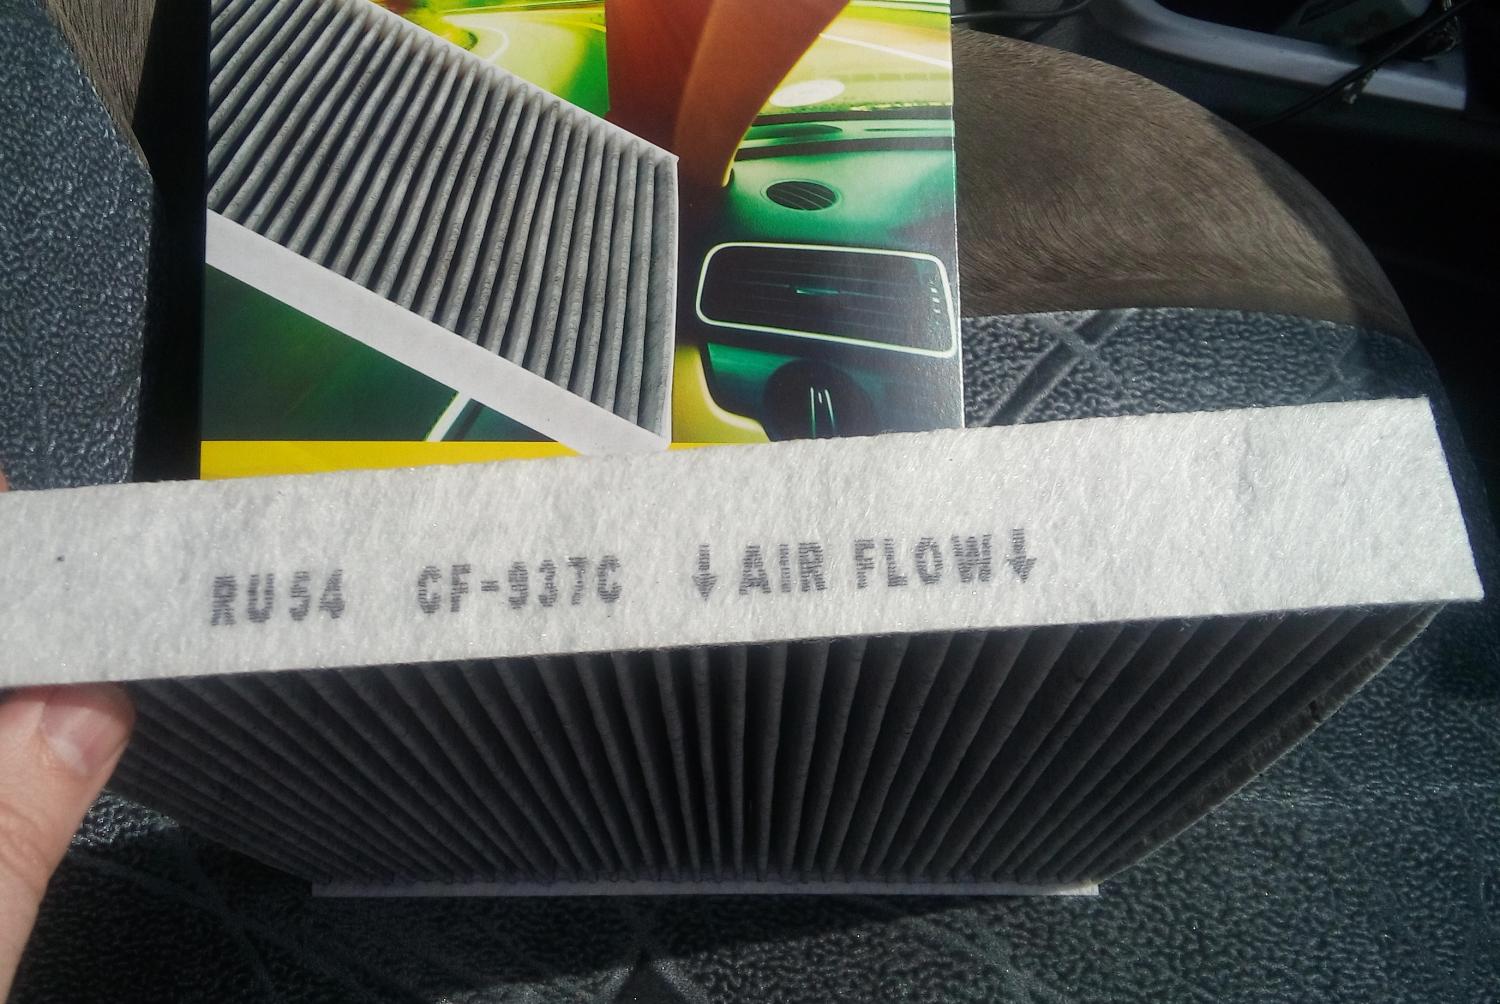 RU54 CF-937C ↓AIR FLOW↓